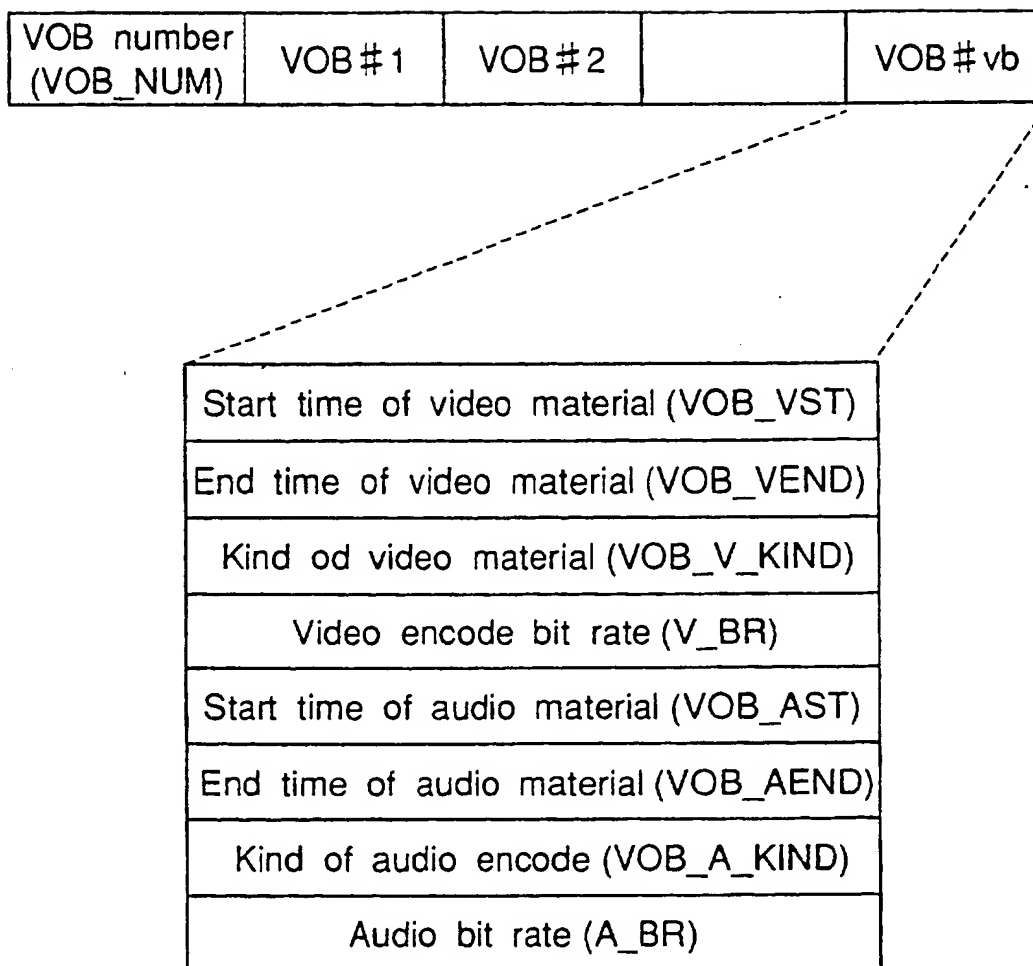 VOB number
(VOB_NUM)
VOB#1
VOB#2
VOB#vb
Start time of video material (VOB_VST)
End time of video material (VOB_VEND)
Kind od video material (VOB_V_KIND)
Video encode bit rate (V_BR)
Start time of audio material (VOB_AST)
End time of audio material (VOB_AEND)
Kind of audio encode (VOB_A_KIND)
Audio bit rate (A_BR)